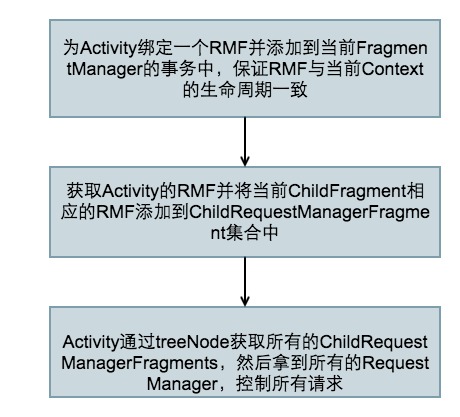 为Activity绑定一个RMF并添加到当前Fragmen
tManager的事务中，保证RMF与当前Context
的生命周期一致
获取Activity的RMF并将当前ChildFragment相
应的RMF添加到ChildRequestManagerFragme
nt集合中
Activity通过treeNode获取所有的ChildRequest
ManagerFragments，然后拿到所有的Request
Manager，控制所有请求